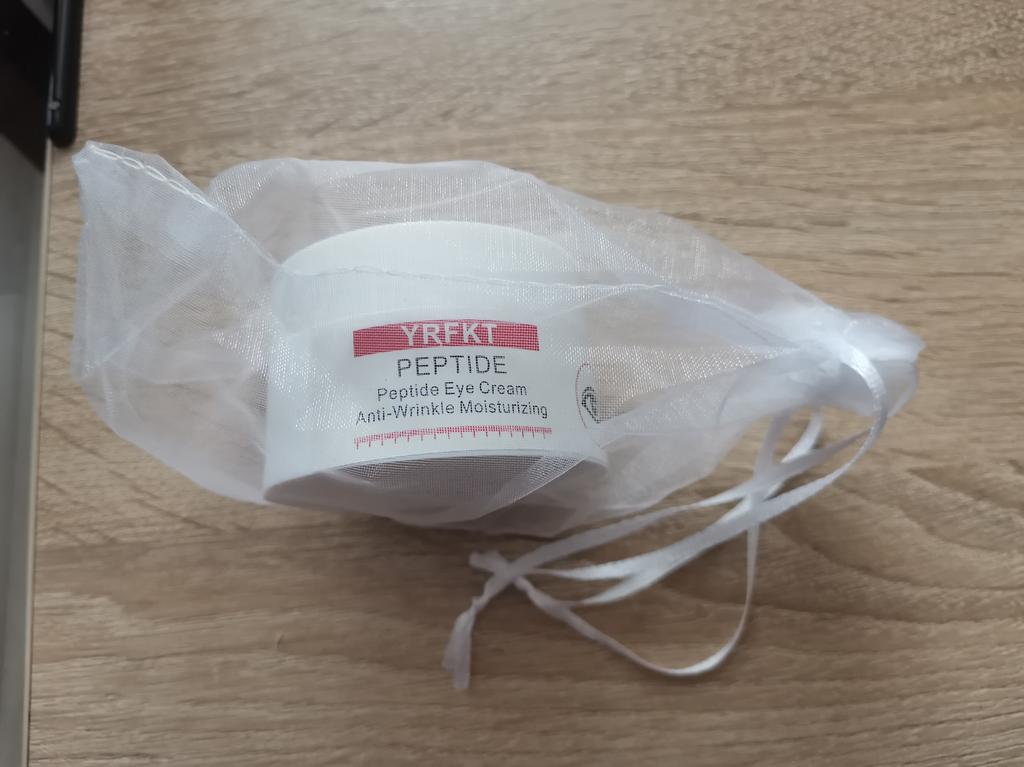 YRFKT
PEPTIDE
Peptide Eye Cream
Anti-Wrinkle Moisturizing